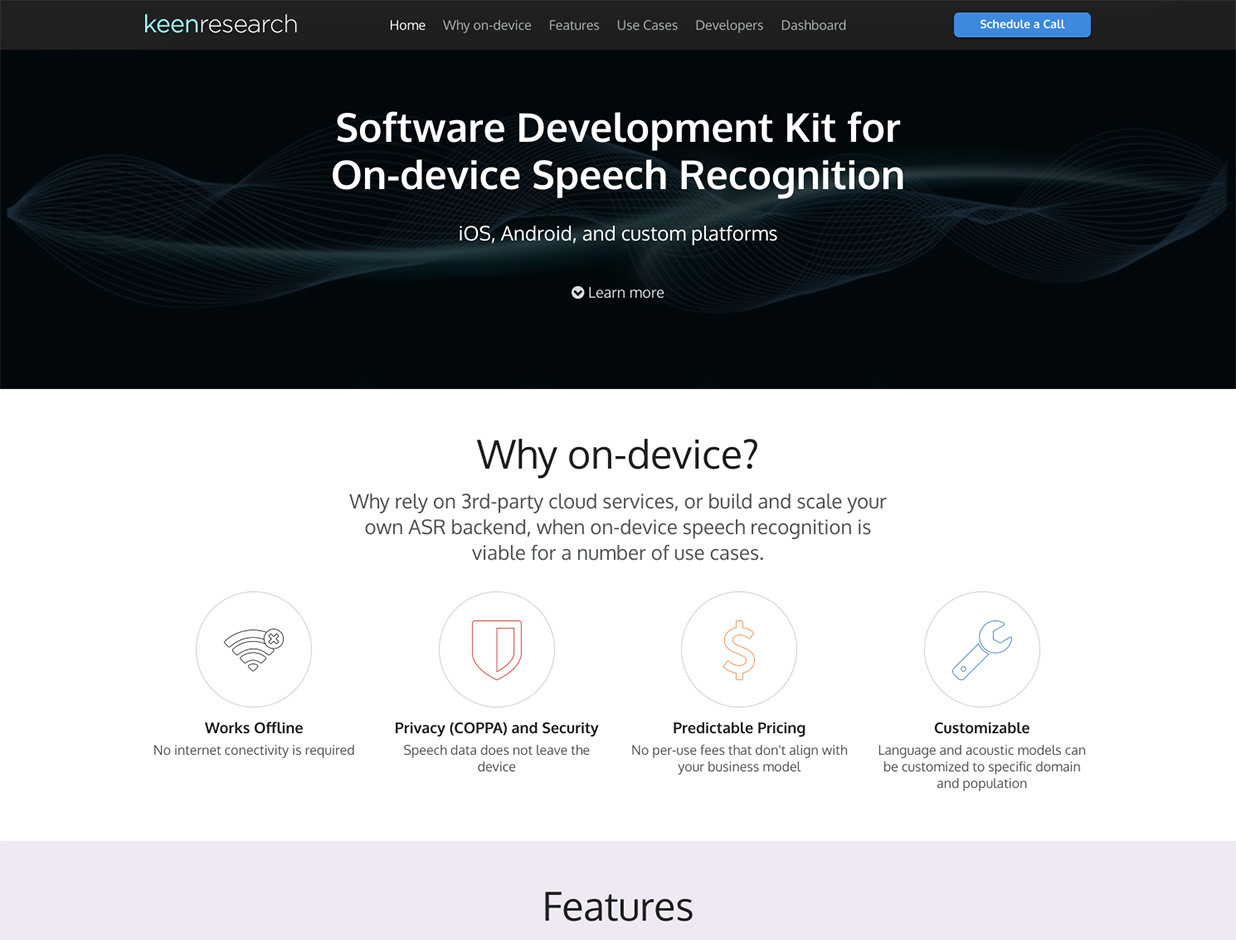 keenresearch
Home
Why on-device
Features
Use Cases
Developers
Dashboard
Schedule a Call
Software Development Kit for
On-device Speech Recognition
iOS, Android, and custom platforms
Learn more
Why on-device?
Why rely on 3rd-party cloud services, or build and scale your
own ASR backend, when on-device speech recognition is
viable for a number of use cases.
Works Offline
No internet conectivity is required
Privacy (COPPA) and Security
Speech data does not leave the
device
Predictable Pricing
No per-use fees that don't align with
your business model
Customizable
Language and acoustic models can
be customized to specific domain
and population
Features